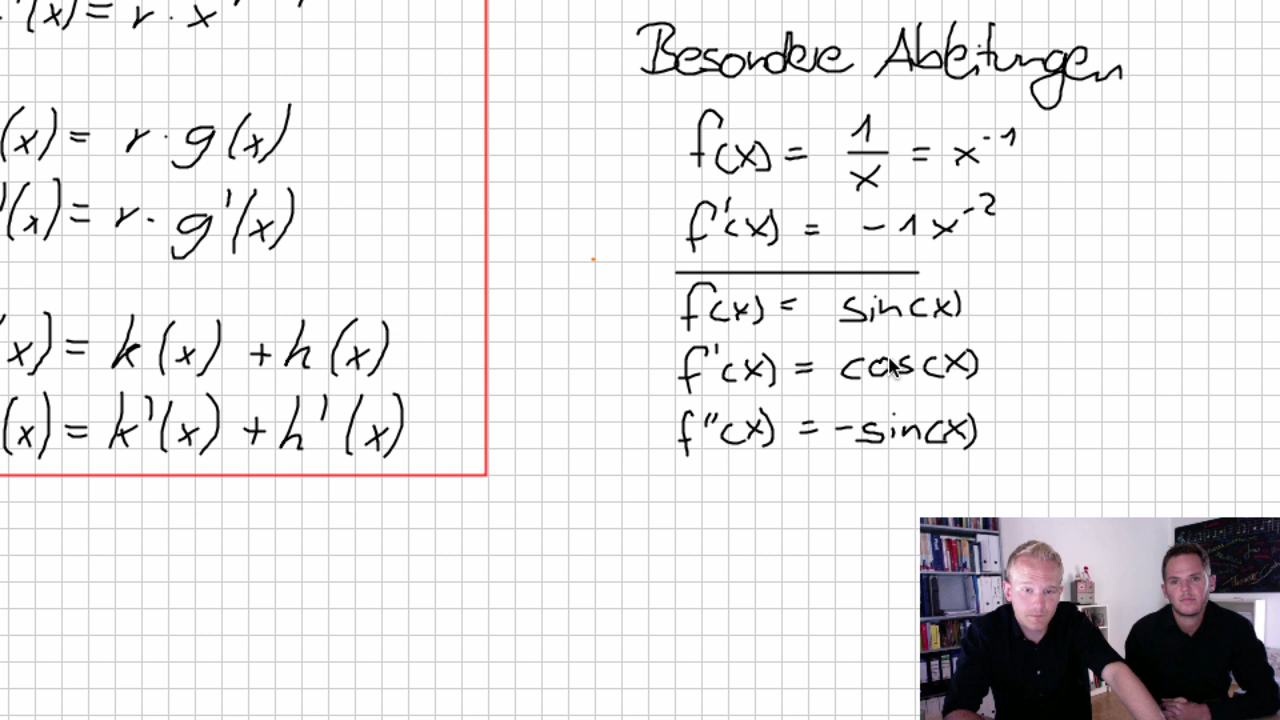 '(x) = r · x
(x) = r · g(x)
'(x) = r · g'(x)
(x) = k(x) + h(x)
(x) = k'(x) + h'(x)
Besondere Ableitungen
f(x) = 1/x = x⁻¹
f'(x) = -1x⁻²
f(x) = sin(x)
f'(x) = cos(x)
f''(x) = -sin(x)